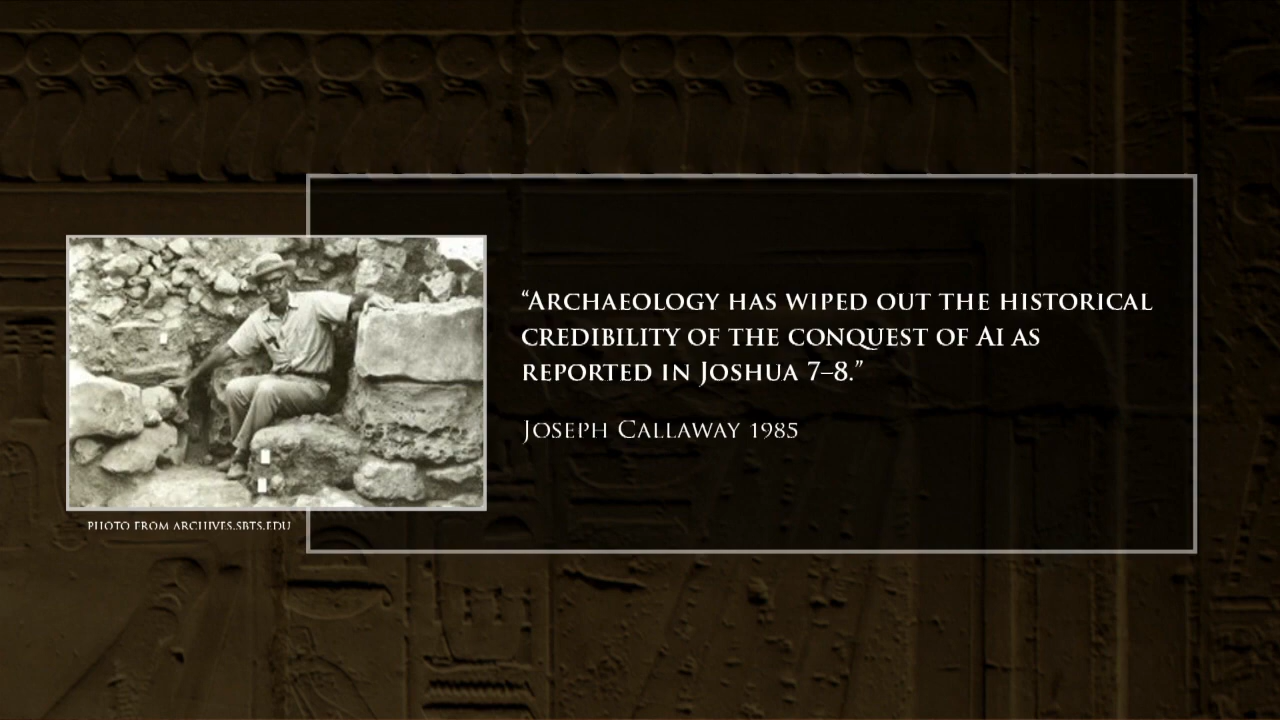 “Archaeology has wiped out the historical
credibility of the conquest of Ai as
reported in Joshua 7–8.”
Joseph Callaway 1985
photo from archives.sbts.edu